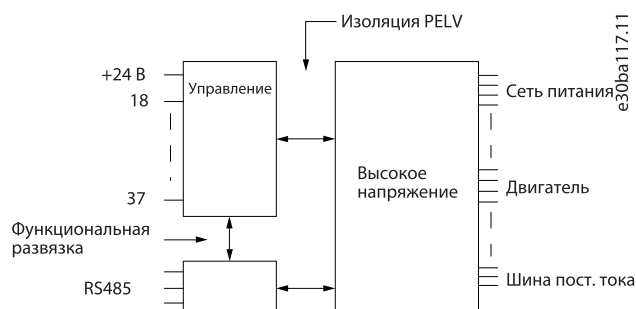 Изоляция PELV
e30ba117.11
+24 В
Управление
18
Сеть питания
Высокое
напряжение
Двигатель
37
Функциональная
развязка
RS485
Шина пост. тока